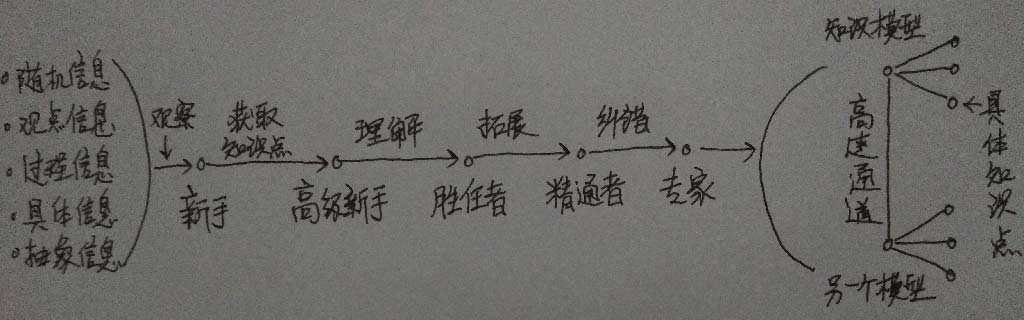 随机信息
观点信息
过程信息
具体信息
抽象信息
观察
新手
获取
知识点
高级新手
理解
胜任者
拓展
精通者
纠错
专家
知识模型
高速通道
具体知识点
另一个模型